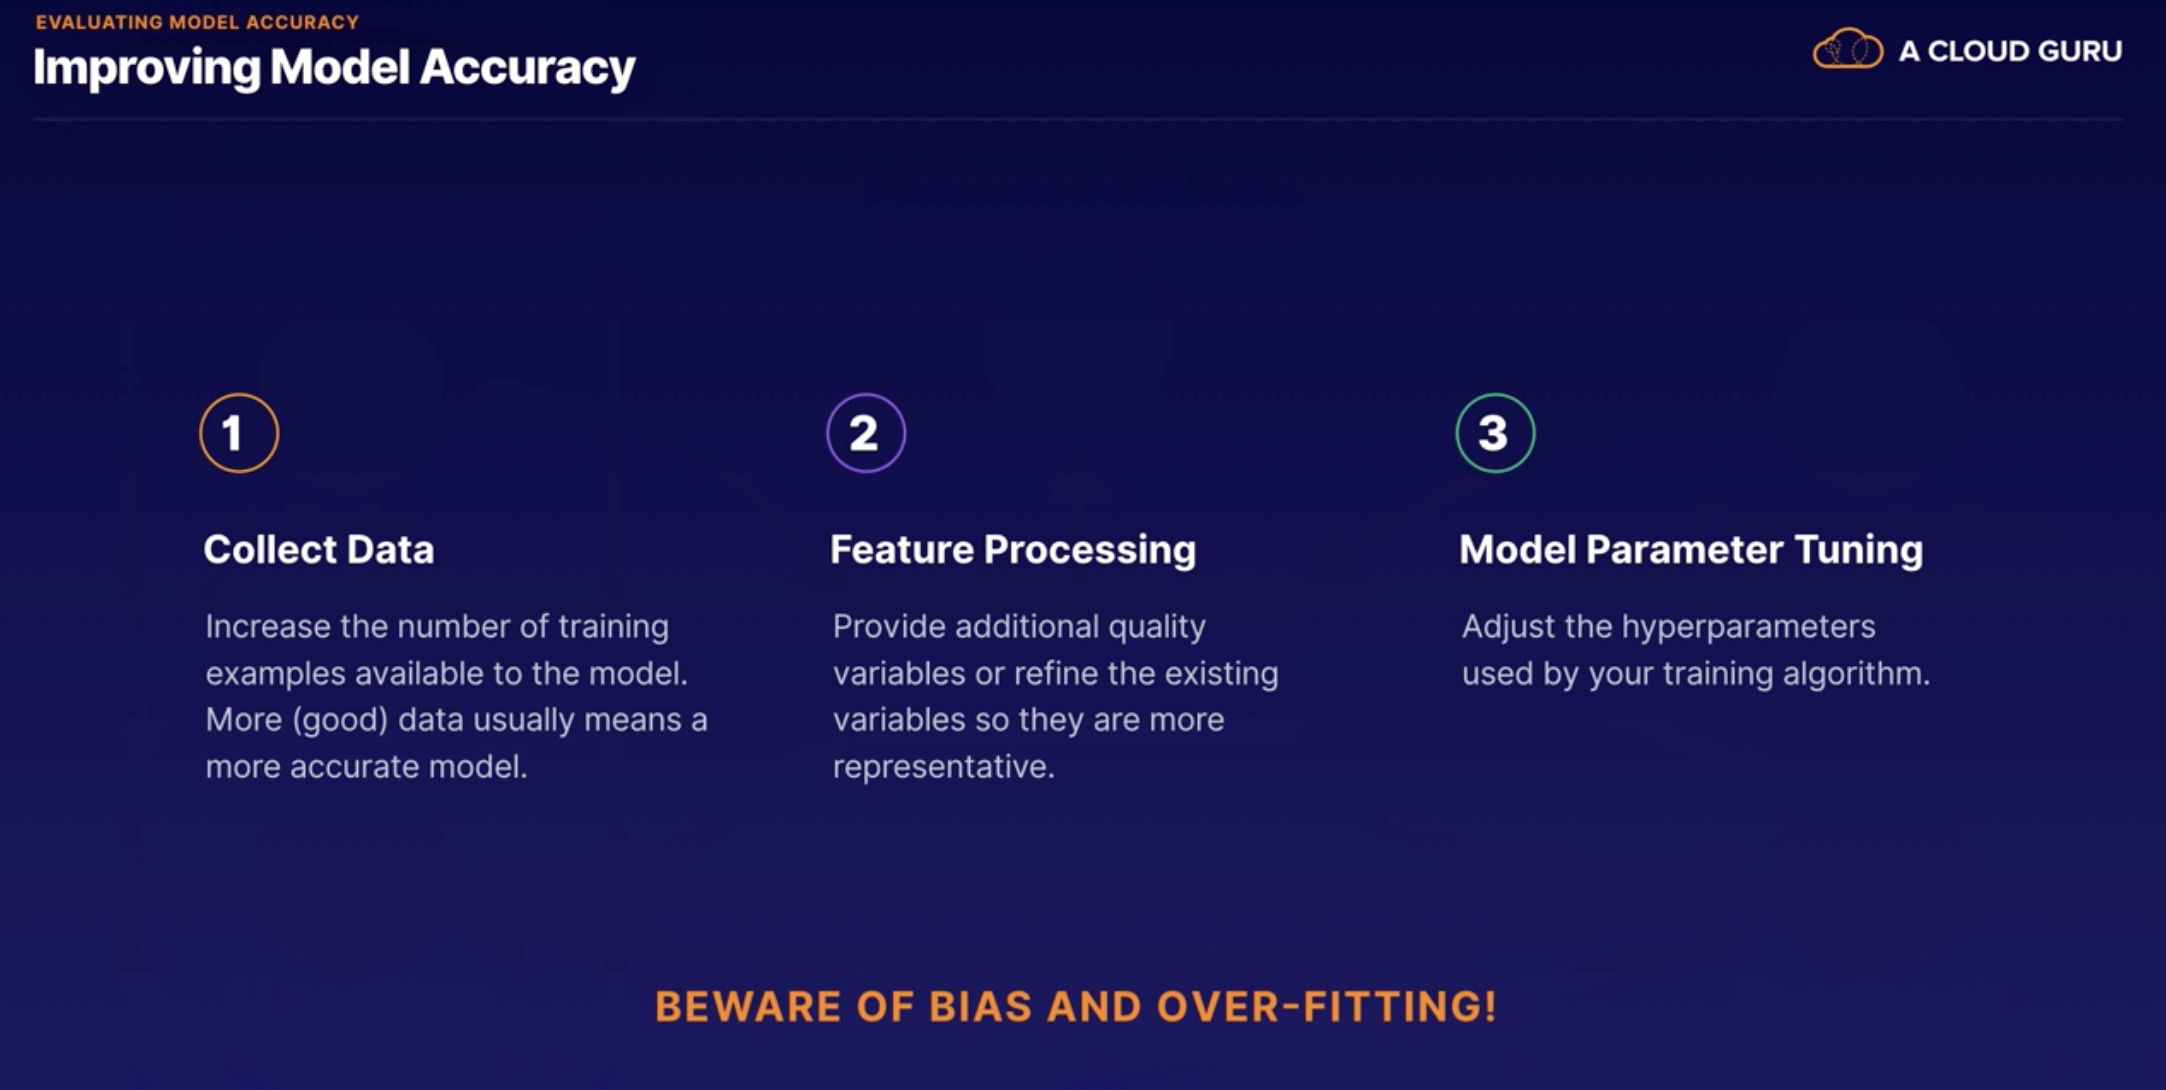 EVALUATING MODEL ACCURACY
Improving Model Accuracy
A CLOUD GURU
1
Collect Data
Increase the number of training
examples available to the model.
More (good) data usually means a
more accurate model.
2
Feature Processing
Provide additional quality
variables or refine the existing
variables so they are more
representative.
3
Model Parameter Tuning
Adjust the hyperparameters
used by your training algorithm.
BEWARE OF BIAS AND OVER-FITTING!